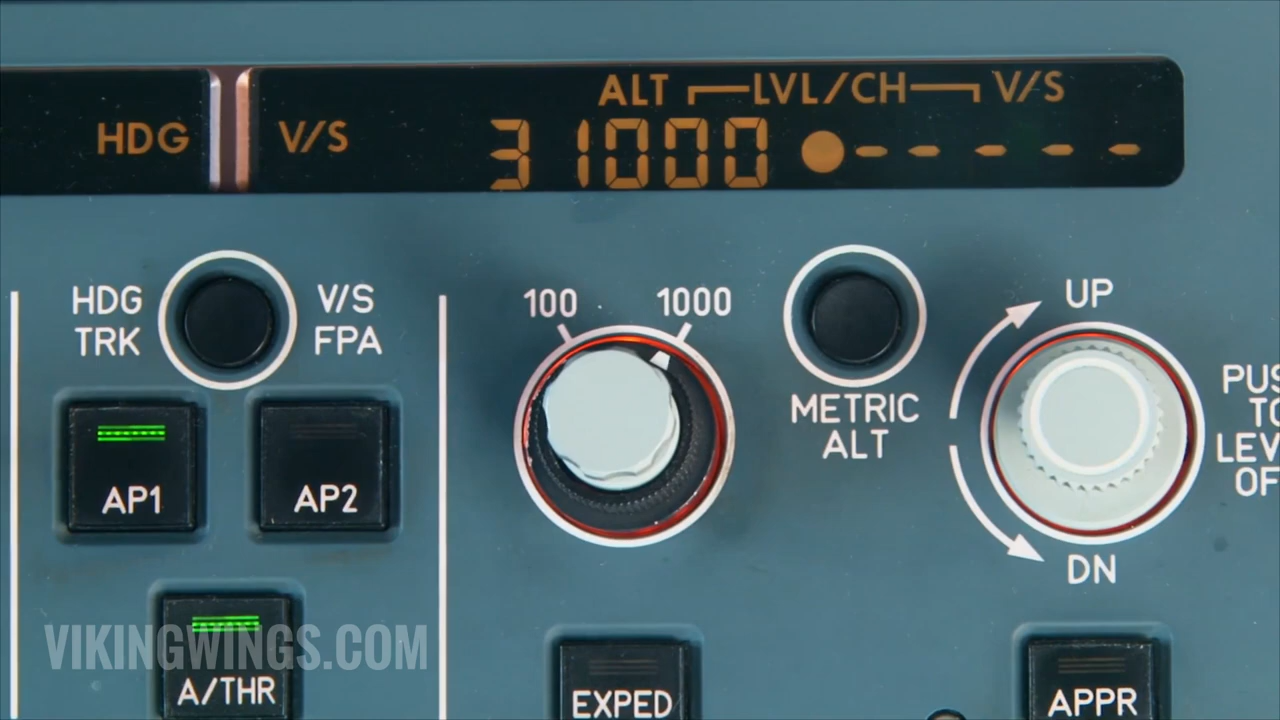 ALT LVL/CH V/S
HDG V/S 31000 -----
HDG V/S
TRK FPA
100 1000
UP
METRIC
ALT
PUS
TO
LEV
OF
AP1 AP2
DN
VIKINGWINGS.COM
A/THR
EXPED
APPR